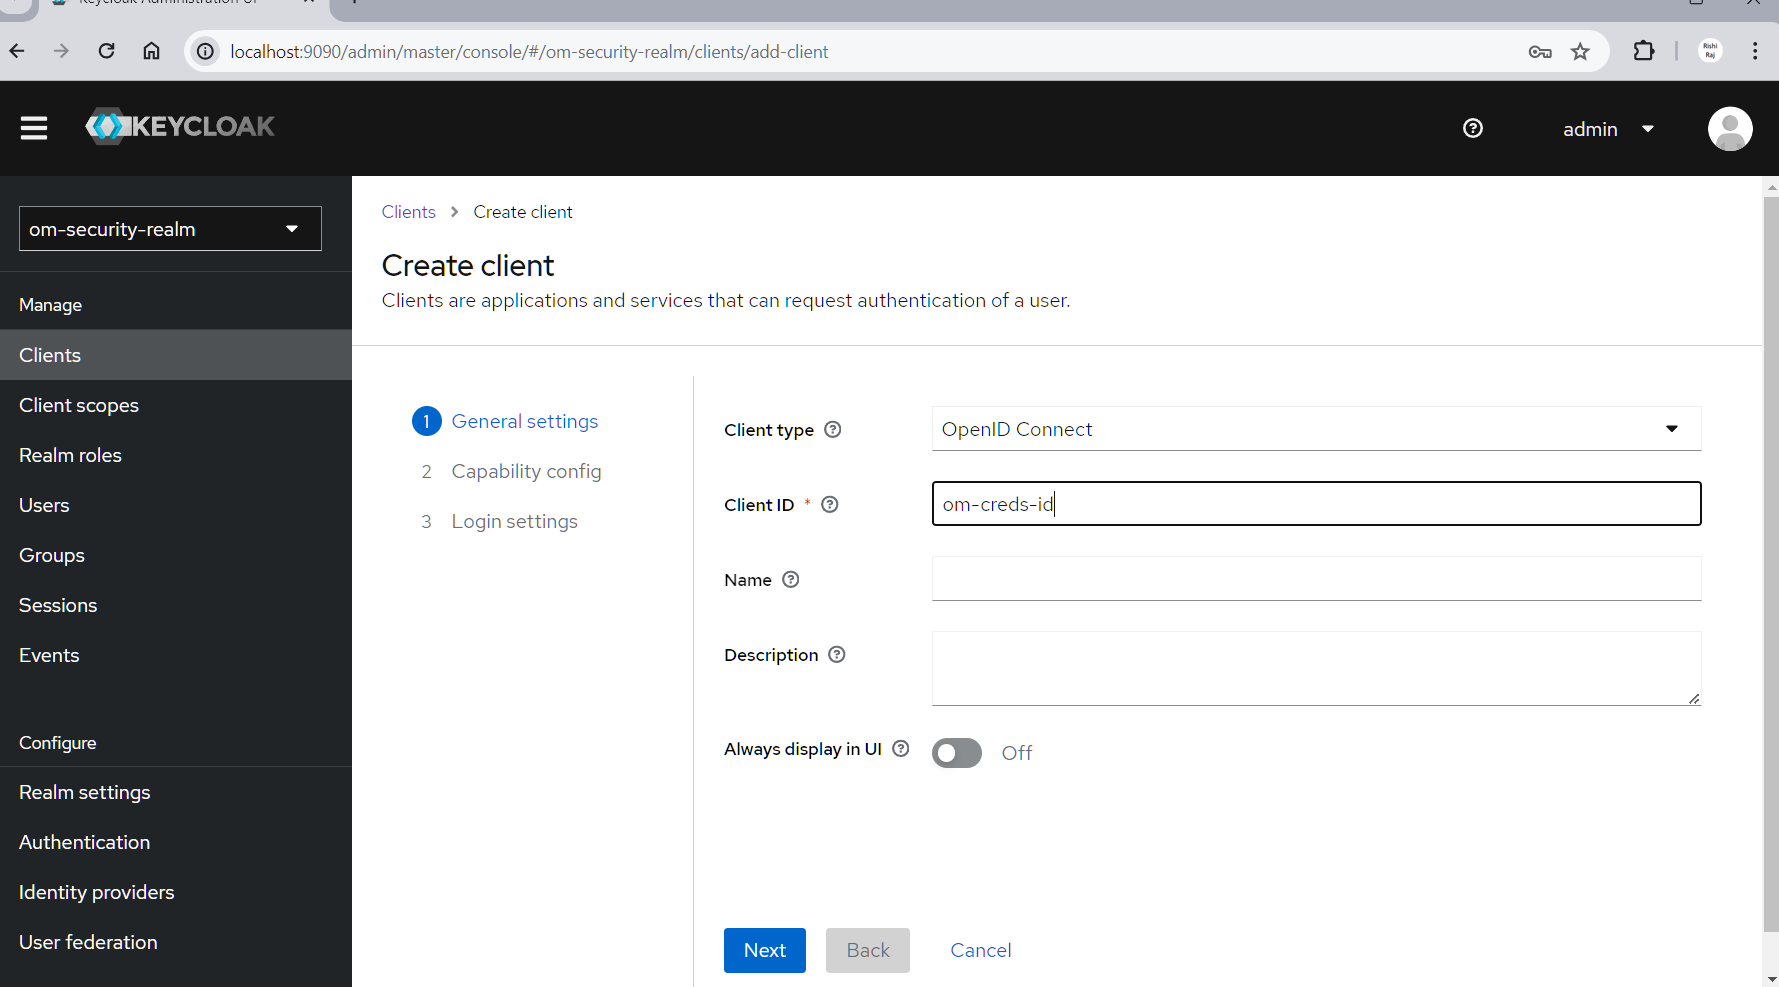 Keycloak Administration UI
localhost:9090/admin/master/console/#/om-security-realm/clients/add-client
Rishi
Raj
KEYCLOAK
admin
om-security-realm
Manage
Clients
Client scopes
Realm roles
Users
Groups
Sessions
Events
Configure
Realm settings
Authentication
Identity providers
User federation
Clients > Create client
Create client
Clients are applications and services that can request authentication of a user.
1 General settings
2 Capability config
3 Login settings
Client type
OpenID Connect
Client ID *
om-creds-id
Name
Description
Always display in UI
Off
Next
Back
Cancel